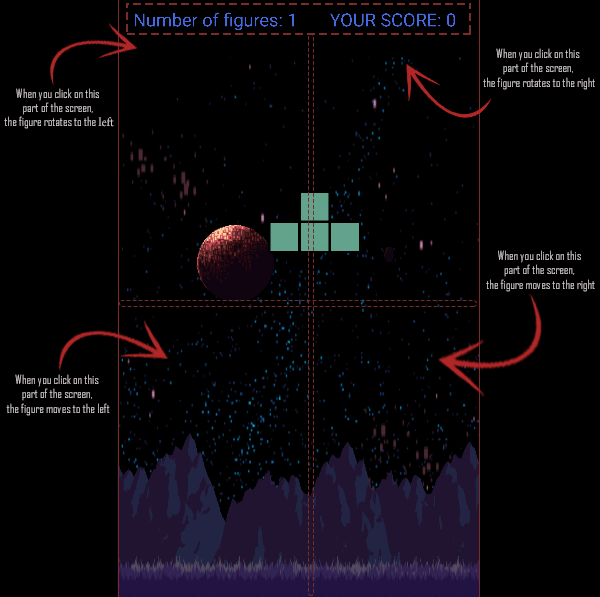 Number of figures: 1 YOUR SCORE: 0
When you click on this
part of the screen,
the figure rotates to the left
When you click on this
part of the screen,
the figure rotates to the right
When you click on this
part of the screen,
the figure moves to the right
When you click on this
part of the screen,
the figure moves to the left